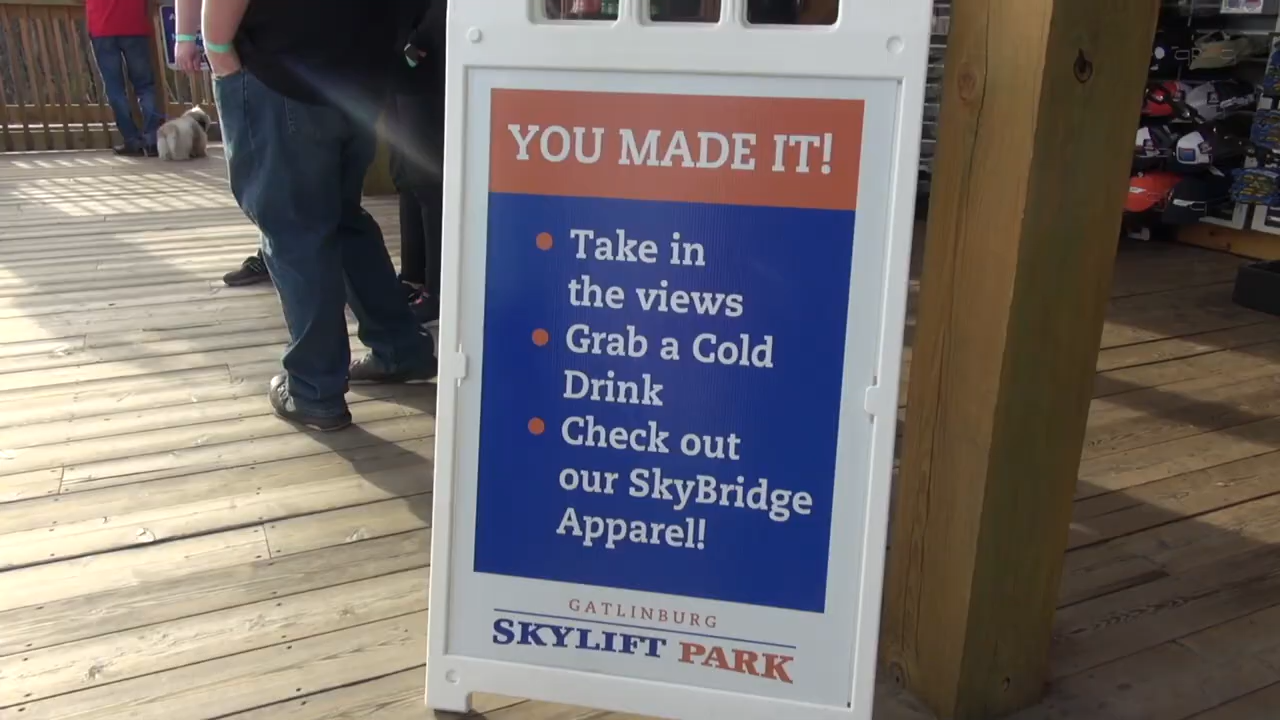 YOU MADE IT!
Take in
the views
Grab a Cold
Drink
Check out
our SkyBridge
Apparel!
GATLINBURG
SKYLIFT PARK